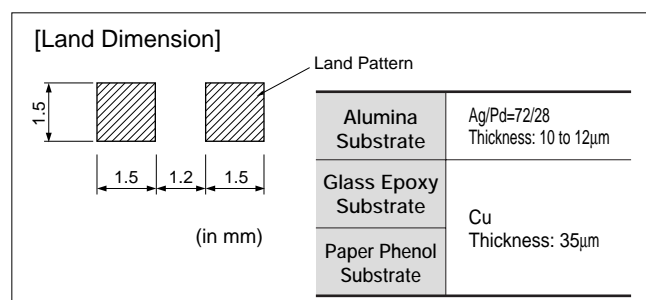 [Land Dimension]
Land Pattern
1.5
1.5
1.2
1.5
(in mm)
Alumina
Substrate
Ag/Pd=72/28
Thickness: 10 to 12μm
Glass Epoxy
Substrate
Paper Phenol
Substrate
Cu
Thickness: 35μm